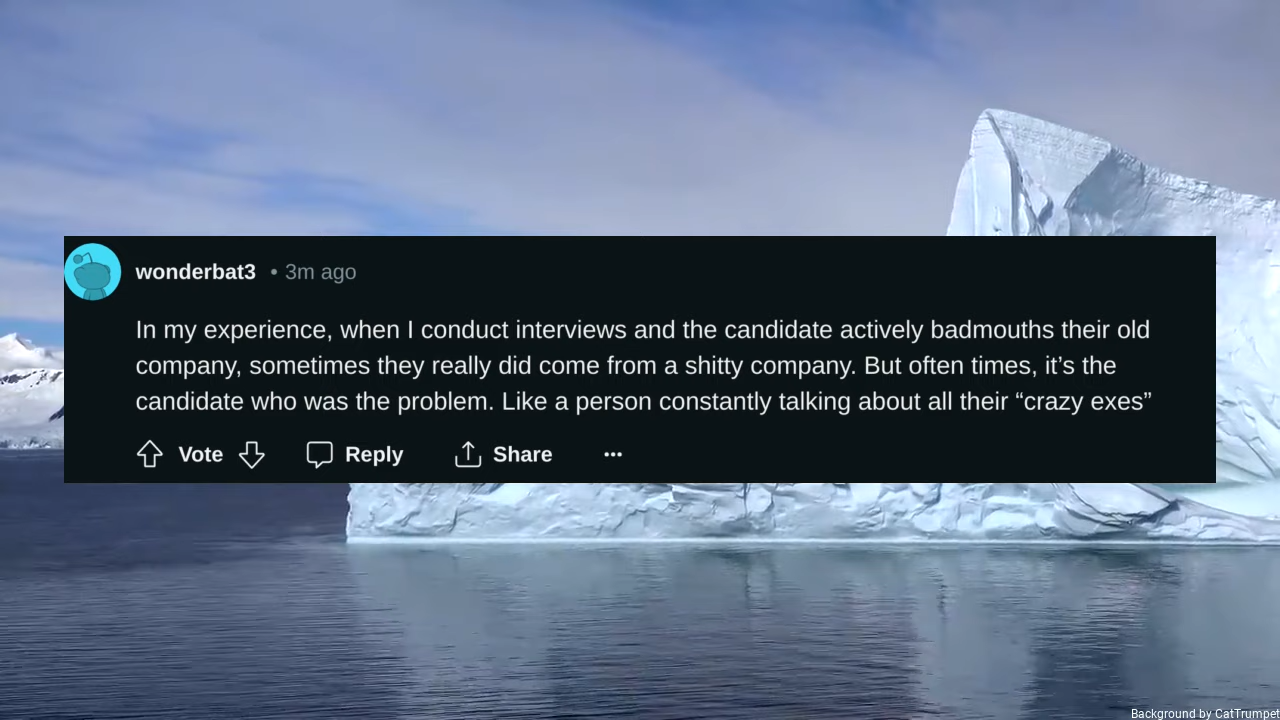 wonderbat3 • 3m ago
In my experience, when I conduct interviews and the candidate actively badmouths their old
company, sometimes they really did come from a shitty company. But often times, it’s the
candidate who was the problem. Like a person constantly talking about all their “crazy exes”
Vote Reply Share ...
Background by CatTrumpet